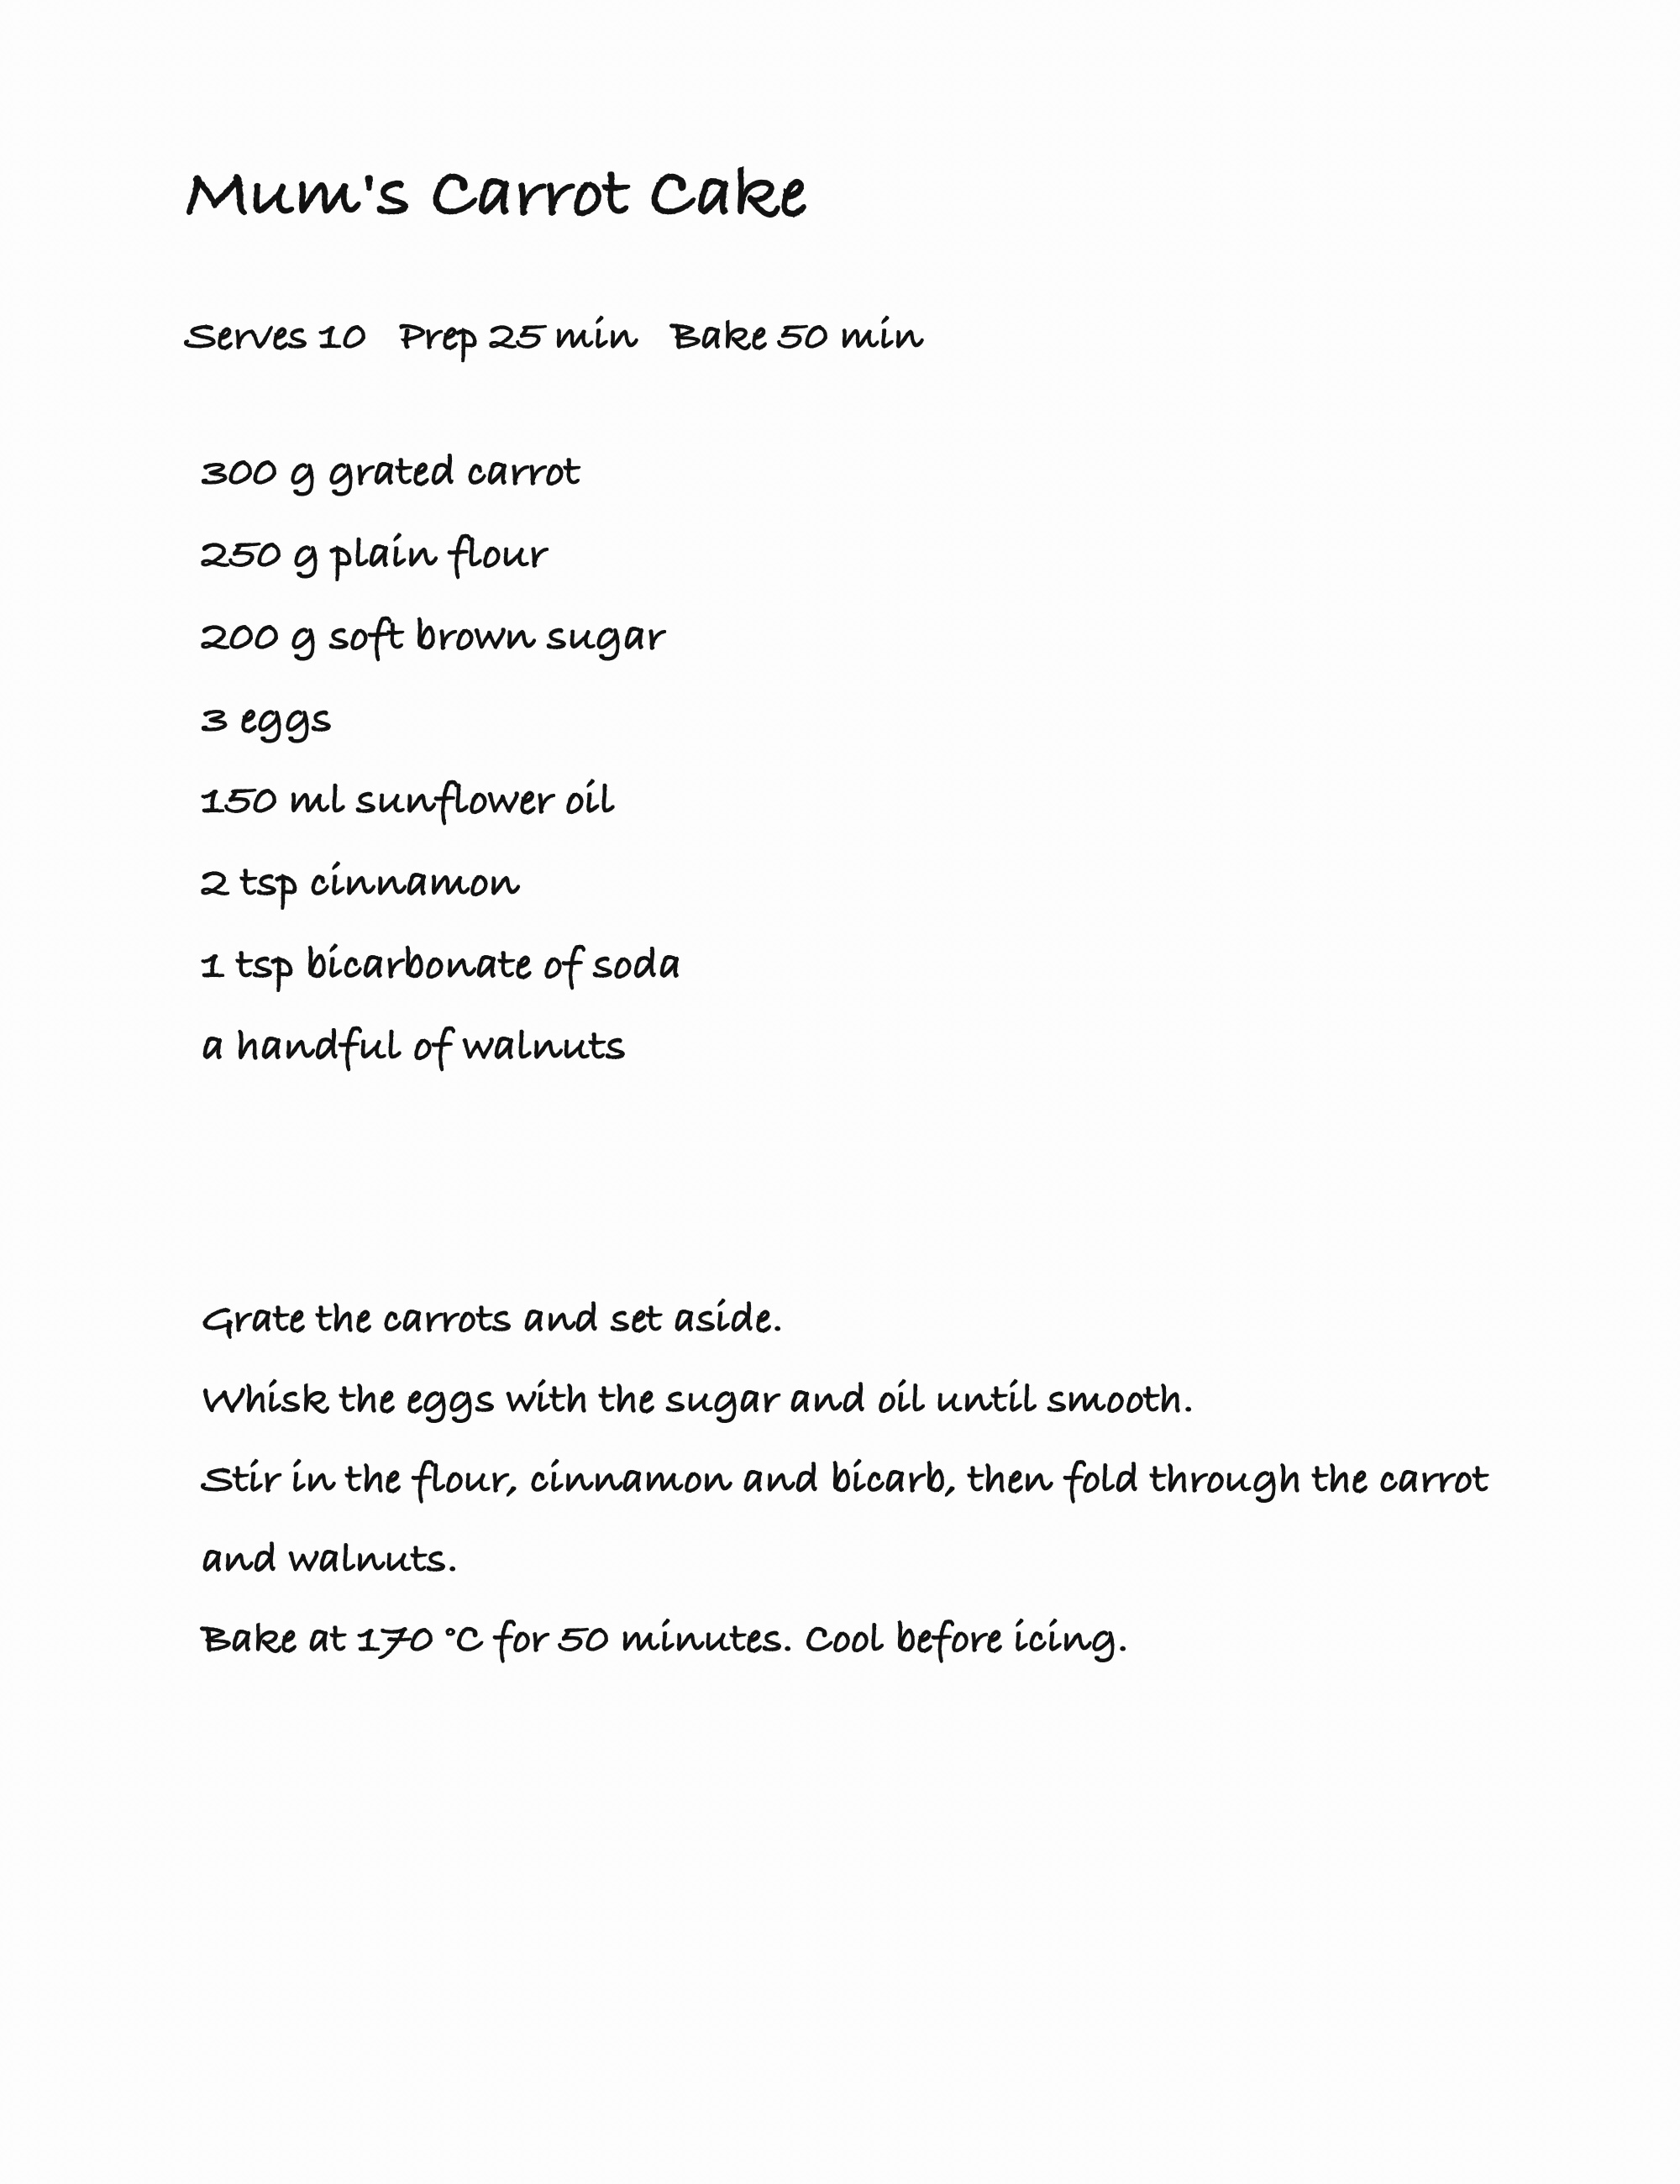 Mum's Carrot Cake
Serves 10 Prep 25 min Bake 50 min
300 g grated carrot
250 g plain flour
200 g soft brown sugar
3 eggs
150 ml sunflower oil
2 tsp cinnamon
1 tsp bicarbonate of soda
a handful of walnuts
Grate the carrots and set aside.
Whisk the eggs with the sugar and oil until smooth.
Stir in the flour, cinnamon and bicarb, then fold through the carrot
and walnuts.
Bake at 170 °C for 50 minutes. Cool before icing.